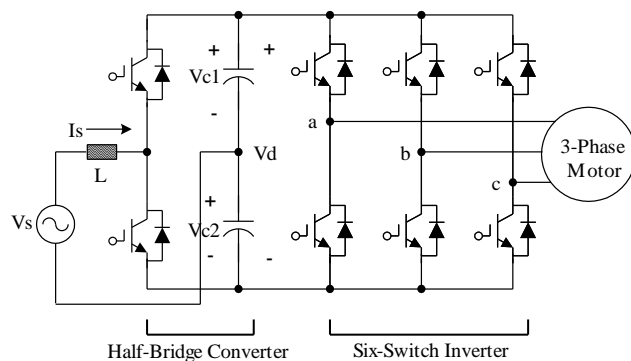 +
+
Vc1
-
Is
a
Vd
b
3-Phase
Motor
L
c
+
Vs
Vc2
-
-
Half-Bridge Converter
Six-Switch Inverter